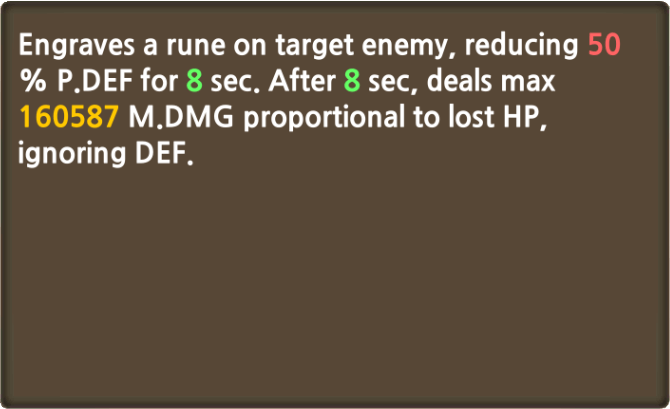 Engraves a rune on target enemy, reducing 50
% P.DEF for 8 sec. After 8 sec, deals max
160587 M.DMG proportional to lost HP,
ignoring DEF.